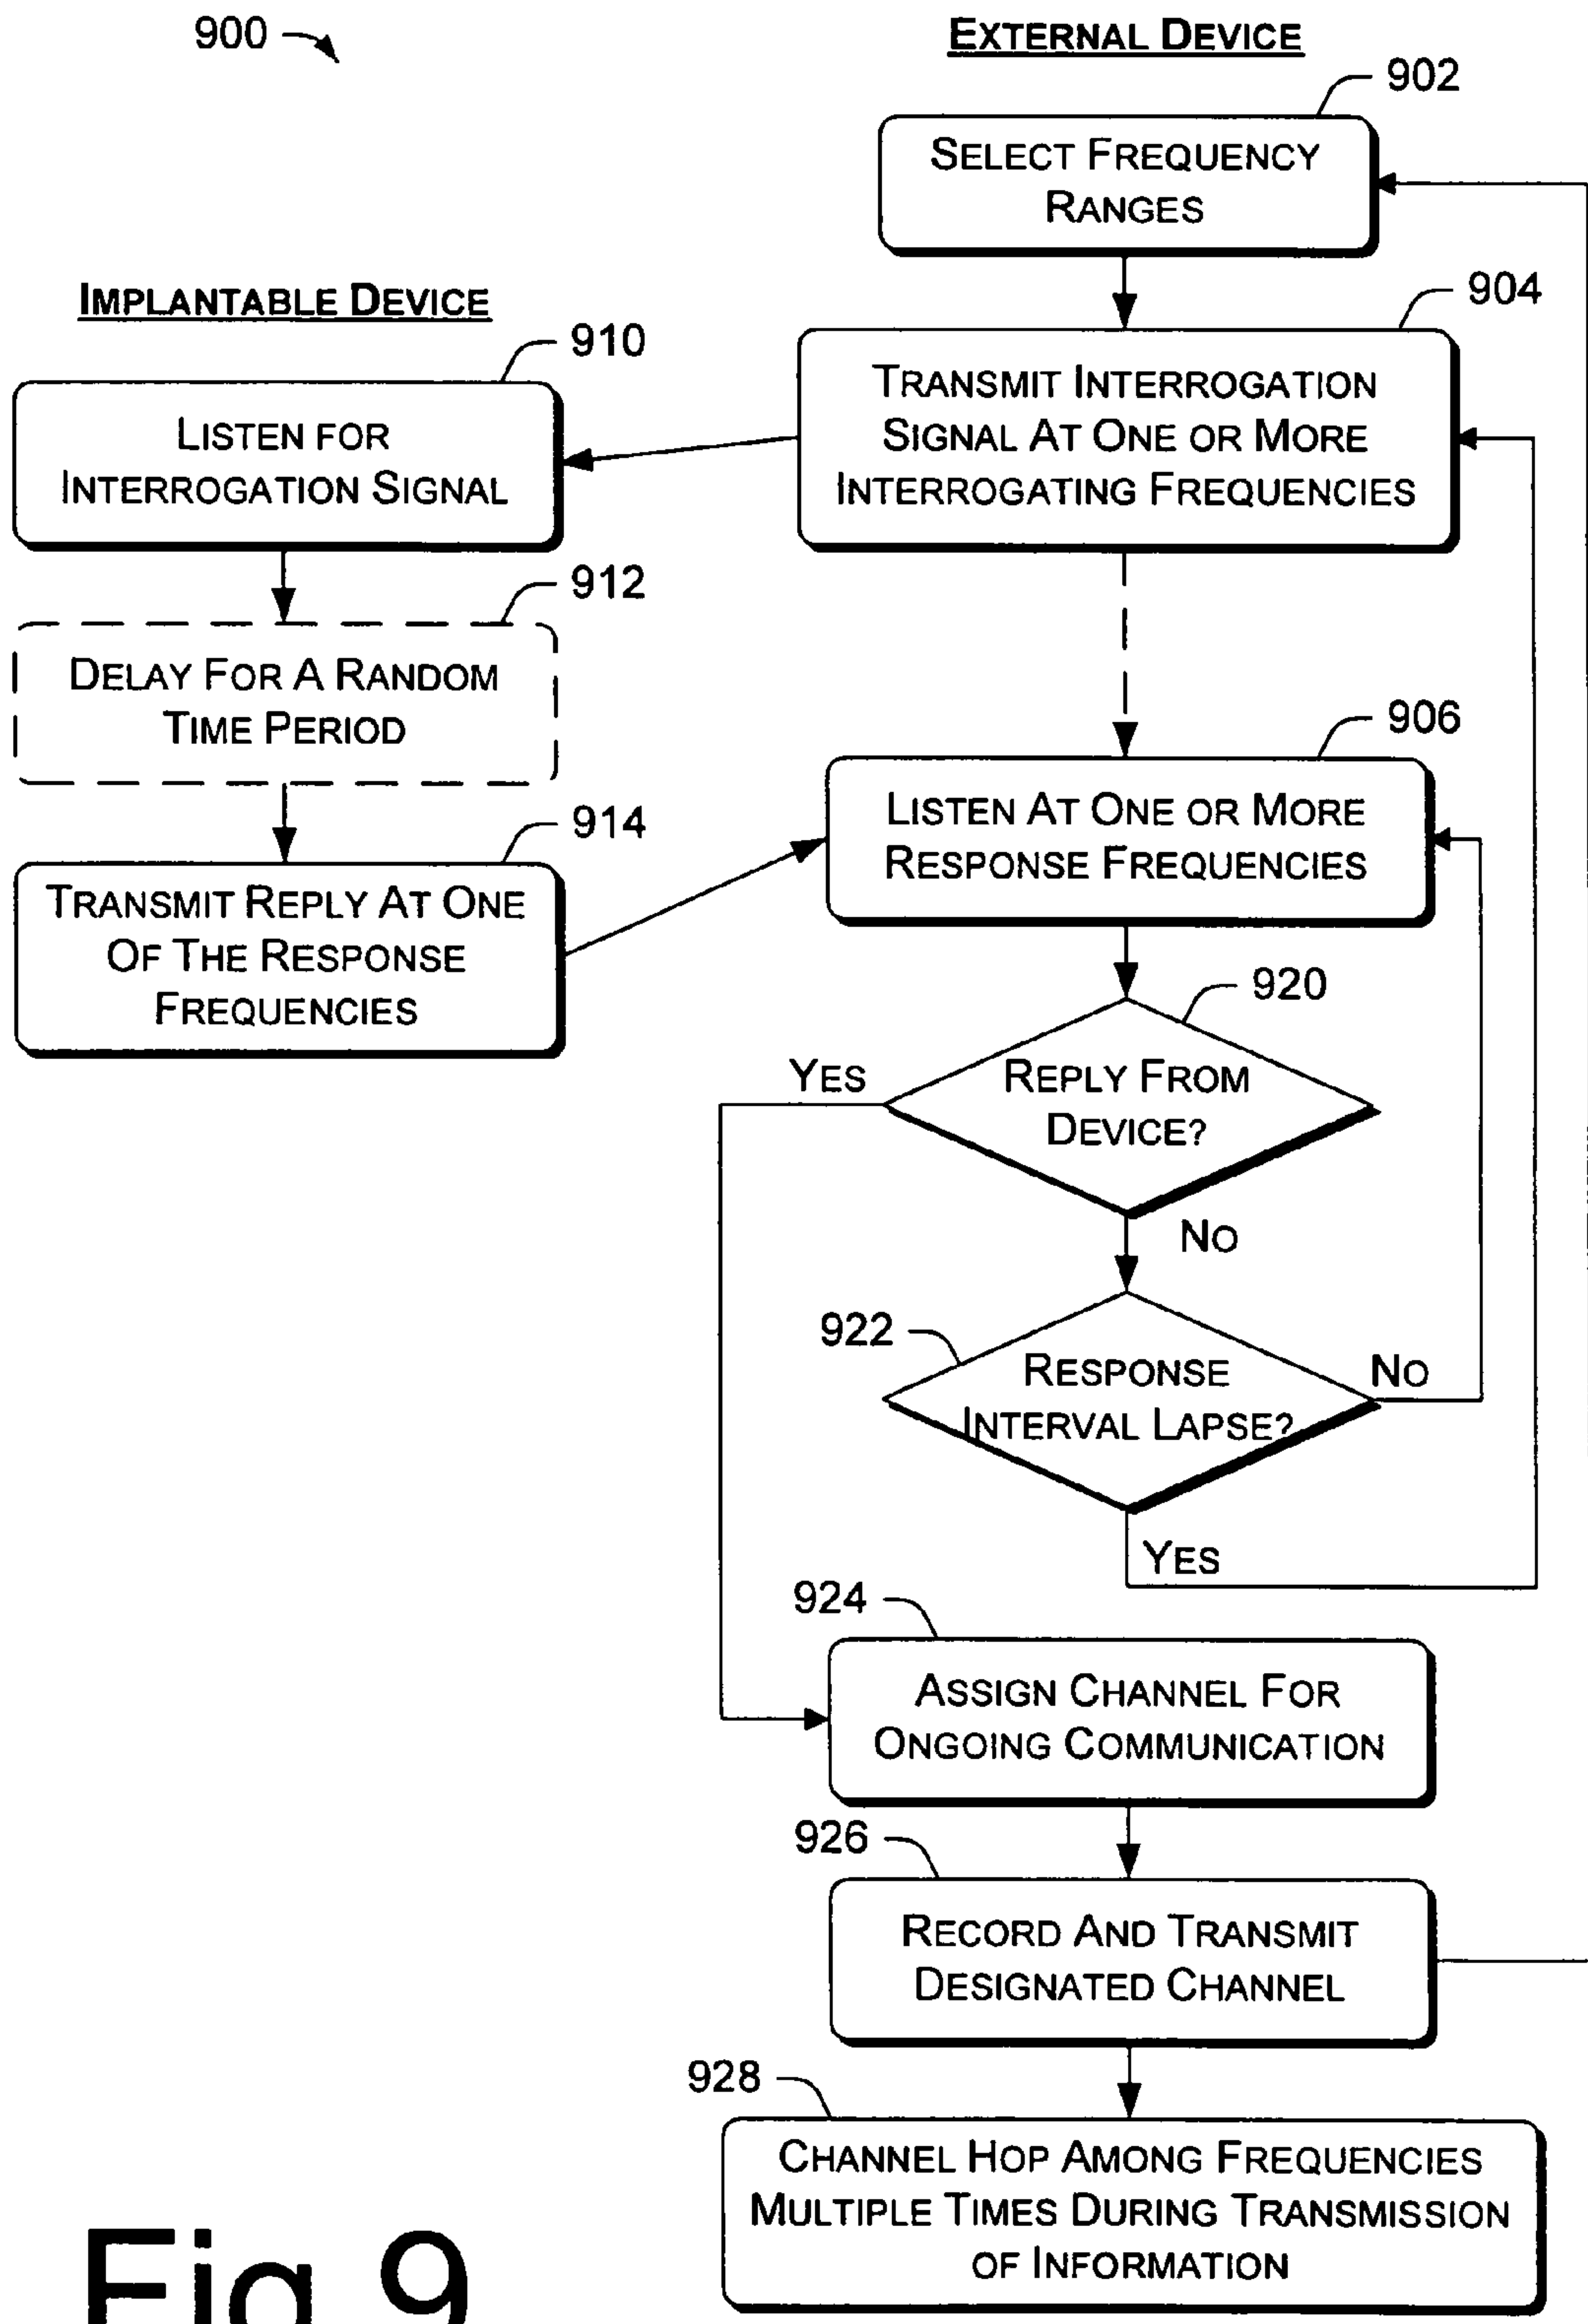 900
EXTERNAL DEVICE
902
SELECT FREQUENCY
RANGES
904
TRANSMIT INTERROGATION
SIGNAL AT ONE OR MORE
INTERROGATING FREQUENCIES
IMPLANTABLE DEVICE
910
LISTEN FOR
INTERROGATION SIGNAL
912
DELAY FOR A RANDOM
TIME PERIOD
914
TRANSMIT REPLY AT ONE
OF THE RESPONSE
FREQUENCIES
906
LISTEN AT ONE OR MORE
RESPONSE FREQUENCIES
920
REPLY FROM
DEVICE?
YES
NO
922
RESPONSE
INTERVAL LAPSE?
NO
YES
924
ASSIGN CHANNEL FOR
ONGOING COMMUNICATION
926
RECORD AND TRANSMIT
DESIGNATED CHANNEL
928
CHANNEL HOP AMONG FREQUENCIES
MULTIPLE TIMES DURING TRANSMISSION
OF INFORMATION
Fig 9